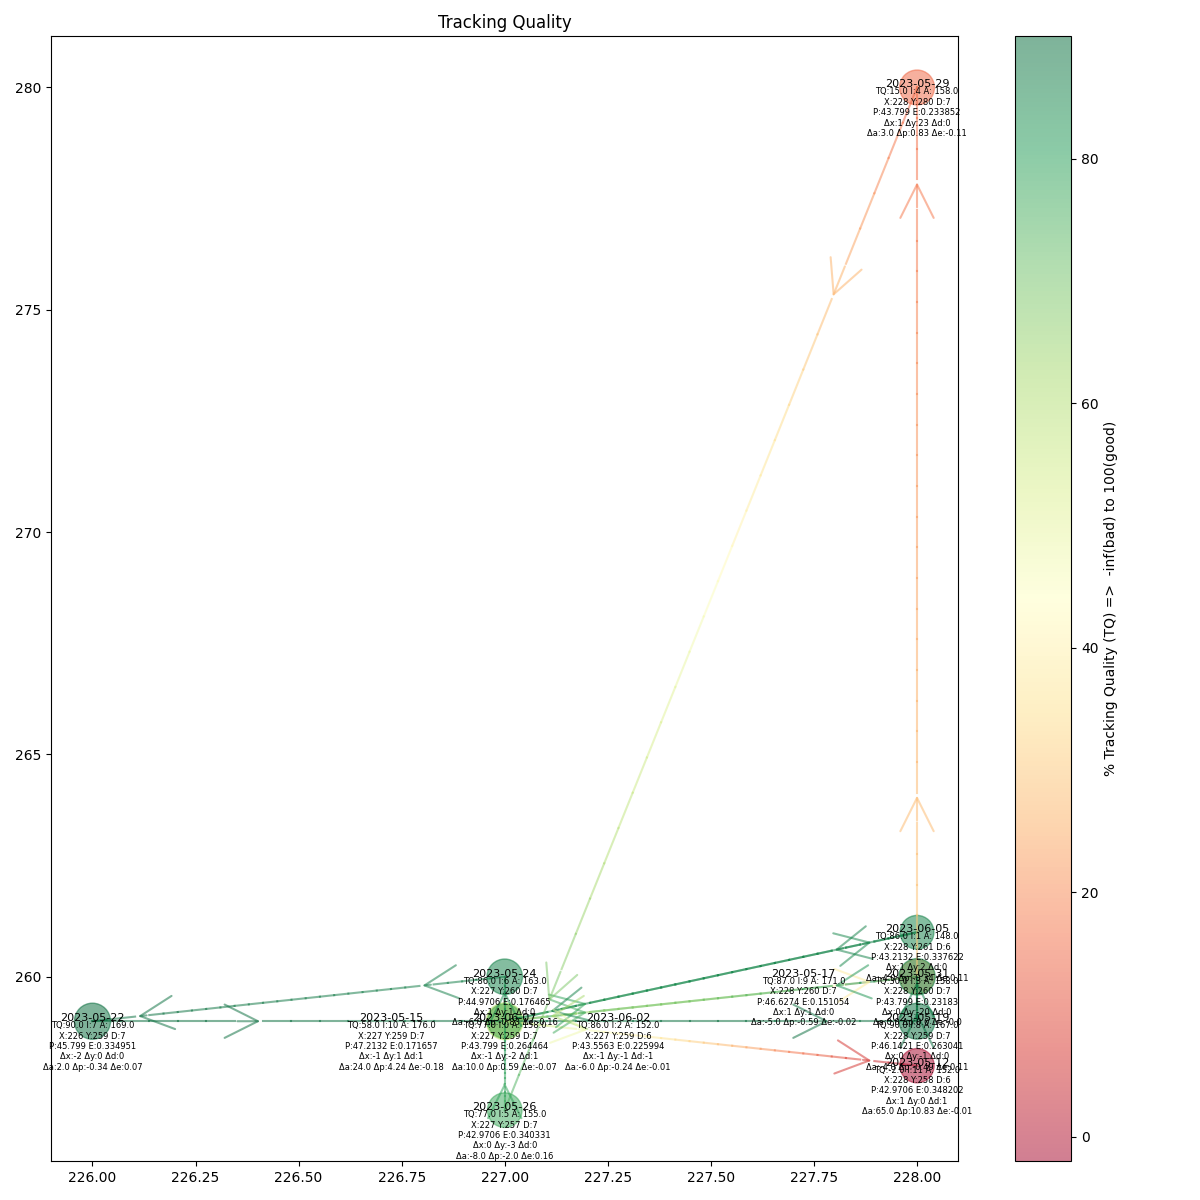 Tracking Quality
280
275
270
265
260
226.00
226.25
226.50
226.75
227.00
227.25
227.50
227.75
228.00
80
60
40
20
0
% Tracking Quality (TQ) => -inf(bad) to 100(good)
2023-05-29
TQ:15.0 I:4 A: 158.0
X:228 Y:280 D:7
P:43.799 E:0.233852
Δx:1 Δy:23 Δd:0
Δa:3.0 Δp:0.83 Δe:-0.11
2023-06-05
TQ:86.0 I:1 A: 148.0
X:228 Y:261 D:6
P:43.2132 E:0.337622
2023-05-24
TQ:86.0 I:6 A: 163.0
X:227 Y:260 D:7
P:44.9706 E:0.176465
2023-05-17
TQ:87.0 I:9 A: 171.0
X:228 Y:260 D:7
P:46.6274 E:0.151054
Δx:1 Δy:1 Δd:0
Δa:-5.0 Δp:-0.59 Δe:-0.02
X:228 Y:260 D:7
P:43.799 E:0.23183
2023-05-22
TQ:90.0 I:7 A: 169.0
X:226 Y:259 D:7
P:45.799 E:0.334951
Δx:-2 Δy:0 Δd:0
Δa:2.0 Δp:-0.34 Δe:0.07
2023-05-15
TQ:58.0 I:10 A: 176.0
X:227 Y:259 D:7
P:47.2132 E:0.171657
Δx:-1 Δy:1 Δd:1
Δa:24.0 Δp:4.24 Δe:-0.18
X:227 Y:259 D:7
P:43.799 E:0.264464
Δx:-1 Δy:-2 Δd:1
Δa:10.0 Δp:0.59 Δe:-0.07
2023-06-02
TQ:86.0 I:2 A: 152.0
X:227 Y:259 D:6
P:43.5563 E:0.225994
Δx:-1 Δy:-1 Δd:-1
Δa:-6.0 Δp:-0.24 Δe:-0.01
X:228 Y:259 D:7
P:46.1421 E:0.263041
X:228 Y:258 D:6
P:42.9706 E:0.348202
Δx:1 Δy:0 Δd:1
Δa:65.0 Δp:10.83 Δe:-0.01
2023-05-26
TQ:77.0 I:5 A: 155.0
X:227 Y:257 D:7
P:42.9706 E:0.340331
Δx:0 Δy:-3 Δd:0
Δa:-8.0 Δp:-2.0 Δe:0.16